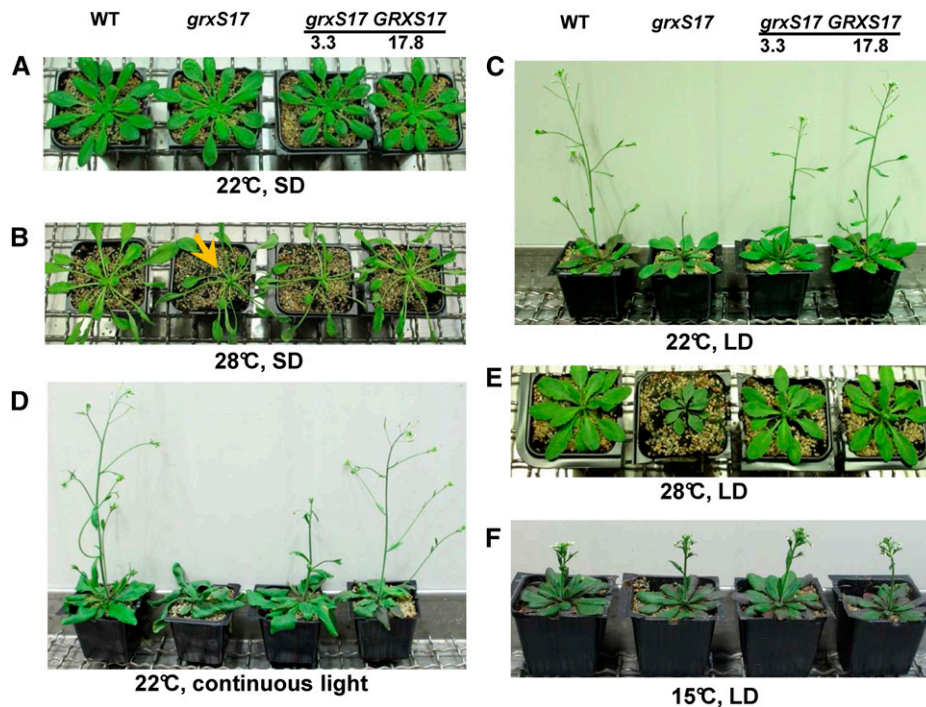 WT grxS17 grxS17 GRXS17
3.3 17.8
WT grxS17 grxS17 GRXS17
3.3 17.8
A
22℃, SD
B
28℃, SD
C
22℃, LD
D
22℃, continuous light
E
28℃, LD
F
15℃, LD